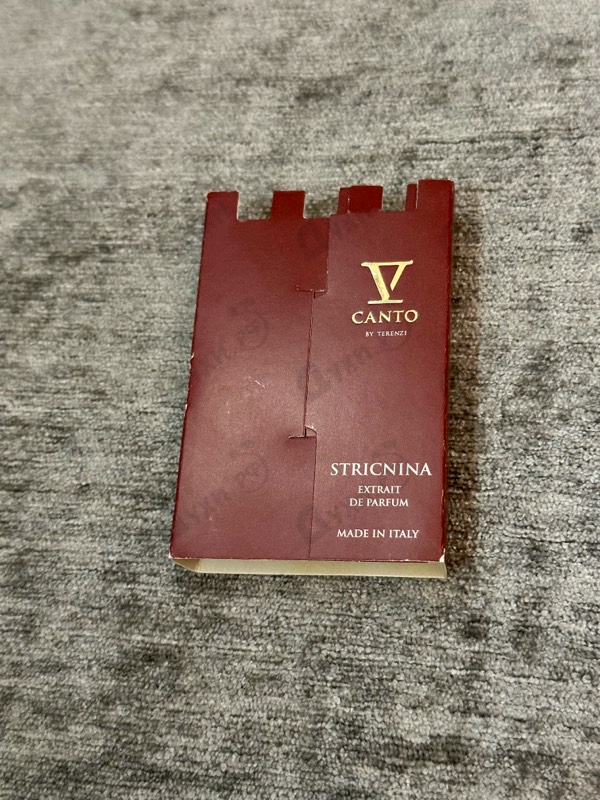 V
CANTO
BY TERENZI
STRICNINA
EXTRAIT
DE PARFUM
MADE IN ITALY